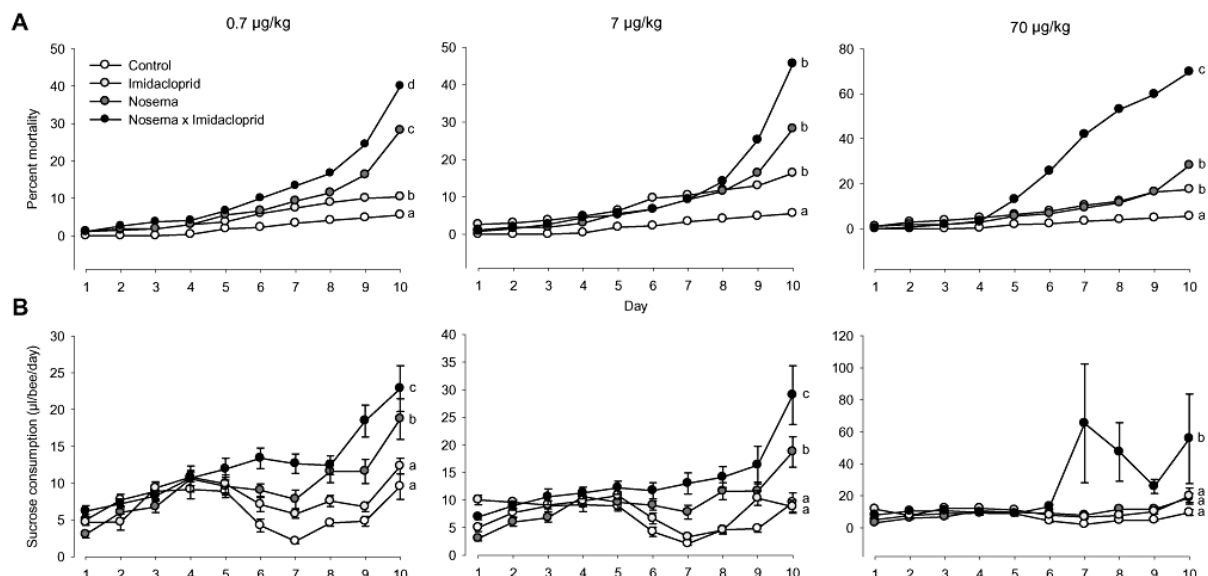 0.7 µg/kg
7 µg/kg
70 µg/kg
A
Percent mortality
50
40
30
20
10
0
Control
Imidacloprid
Nosema
Nosema x Imidacloprid
d
c
b
a
1 2 3 4 5 6 7 8 9 10
50
40
30
20
10
0
b
b
b
a
1 2 3 4 5 6 7 8 9 10
80
60
40
20
0
c
b
b
a
1 2 3 4 5 6 7 8 9 10
Day
B
Sucrose consumption (µl/bee/day)
30
25
20
15
10
5
0
c
b
a
a
1 2 3 4 5 6 7 8 9 10
40
35
30
25
20
15
10
5
0
c
b
a
a
1 2 3 4 5 6 7 8 9 10
120
100
80
60
40
20
0
b
a
a
a
1 2 3 4 5 6 7 8 9 10